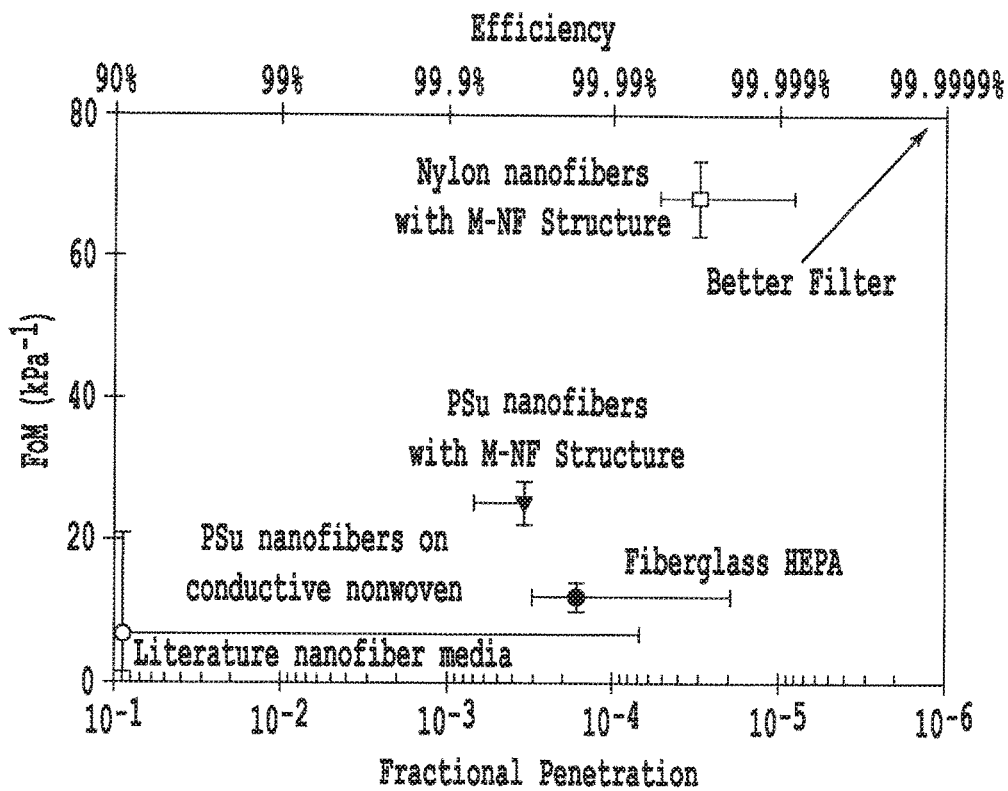 Efficiency
90% 99% 99.9% 99.99% 99.999% 99.9999%
80
Nylon nanofibers
with M-NF Structure
60
Better Filter
FoM (kPa⁻¹)
40
PSu nanofibers
with M-NF Structure
20
PSu nanofibers on
conductive nonwoven
Fiberglass HEPA
Literature nanofiber media
0
10⁻¹ 10⁻² 10⁻³ 10⁻⁴ 10⁻⁵ 10⁻⁶
Fractional Penetration